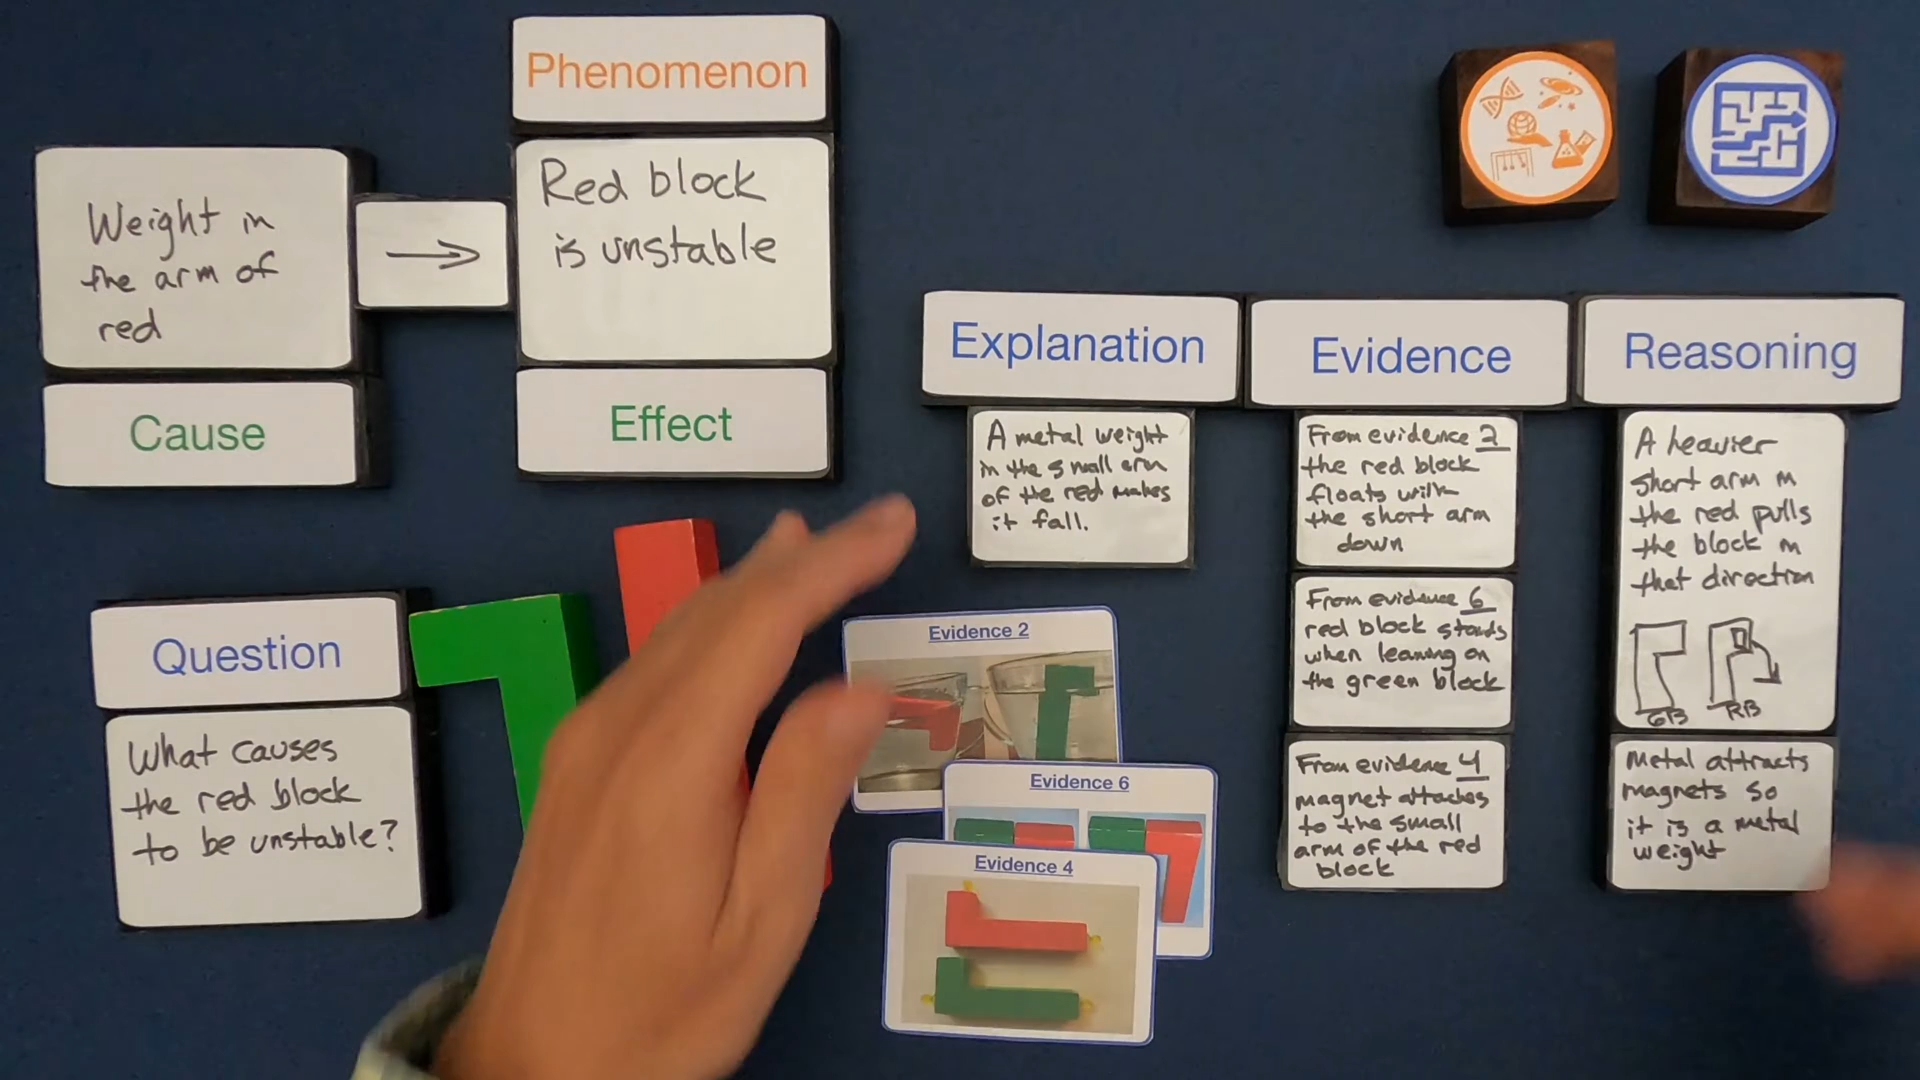 Phenomenon
Red block
is unstable
Effect
Weight in
the arm of
red
Cause
→
Question
What causes
the red block
to be unstable?
Explanation
A metal weight
in the small arm
of the red makes
it fall.
Evidence
From evidence 2
the red block
floats with
the short arm
down
From evidence 6
red block stands
when leaning on
the green block
From evidence 4
magnet attaches
to the small
arm of the red
block
Reasoning
A heavier
short arm in
the red pulls
the block in
that direction
GB RB
Metal attracts
magnets so
it is a metal
weight
Evidence 2
Evidence 6
Evidence 4